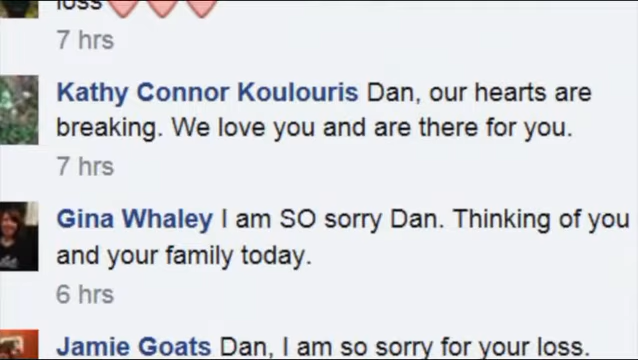 loss
7 hrs
Kathy Connor Koulouris Dan, our hearts are
breaking. We love you and are there for you.
7 hrs
Gina Whaley I am SO sorry Dan. Thinking of you
and your family today.
6 hrs
Jamie Goats Dan, I am so sorry for your loss.